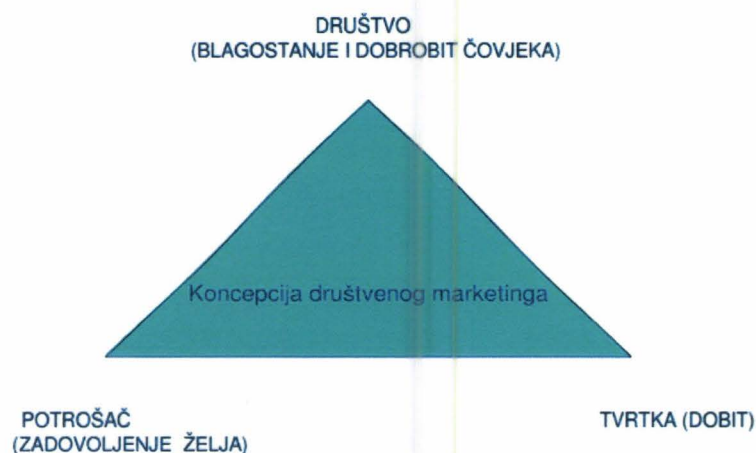 DRUŠTVO
(BLAGOSTANJE I DOBROBIT ČOVJEKA)
Koncepcija društvenog marketinga
POTROŠAČ
(ZADOVOLJENJE ŽELJA)
TVRTKA (DOBIT)